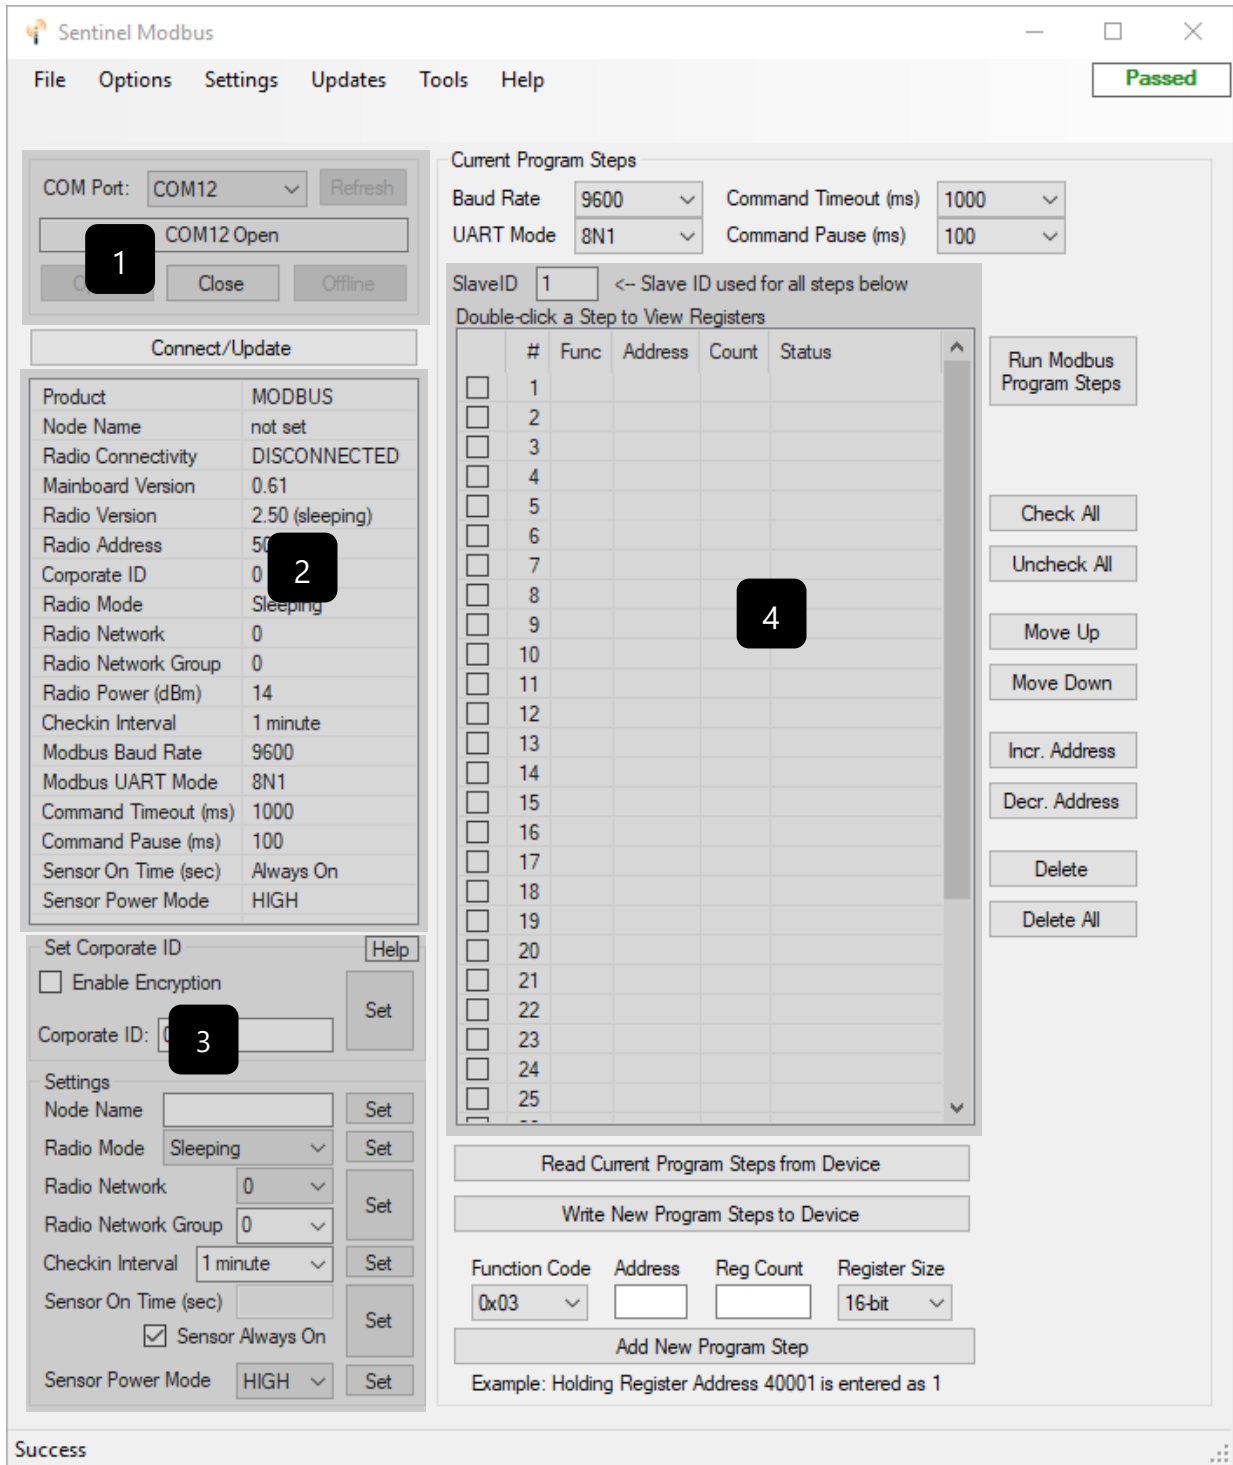 Sentinel Modbus
File Options Settings Updates Tools Help
Passed
COM Port: COM12 Refresh
COM12 Open
1
Close Offline
Connect/Update
Product MODBUS
Node Name not set
Radio Connectivity DISCONNECTED
Mainboard Version 0.61
Radio Version 2.50 (sleeping)
Radio Address
Corporate ID 0
2
Radio Mode Sleeping
Radio Network 0
Radio Network Group 0
Radio Power (dBm) 14
Checkin Interval 1 minute
Modbus Baud Rate 9600
Modbus UART Mode 8N1
Command Timeout (ms) 1000
Command Pause (ms) 100
Sensor On Time (sec) Always On
Sensor Power Mode HIGH
Set Corporate ID Help
Enable Encryption
Set
Corporate ID:
3
Settings
Node Name Set
Radio Mode Sleeping Set
Radio Network 0
Set
Radio Network Group 0
Checkin Interval 1 minute Set
Sensor On Time (sec)
Set
Sensor Always On
Sensor Power Mode HIGH Set
Current Program Steps
Baud Rate 9600 Command Timeout (ms) 1000
UART Mode 8N1 Command Pause (ms) 100
SlaveID 1 <-- Slave ID used for all steps below
Double-click a Step to View Registers
# Func Address Count Status
1
2
3
4
5
6
7
8
9
10
11
12
13
14
15
16
17
18
19
20
21
22
23
24
25
4
Run Modbus
Program Steps
Check All
Uncheck All
Move Up
Move Down
Incr. Address
Decr. Address
Delete
Delete All
Read Current Program Steps from Device
Write New Program Steps to Device
Function Code Address Reg Count Register Size
0x03 16-bit
Add New Program Step
Example: Holding Register Address 40001 is entered as 1
Success